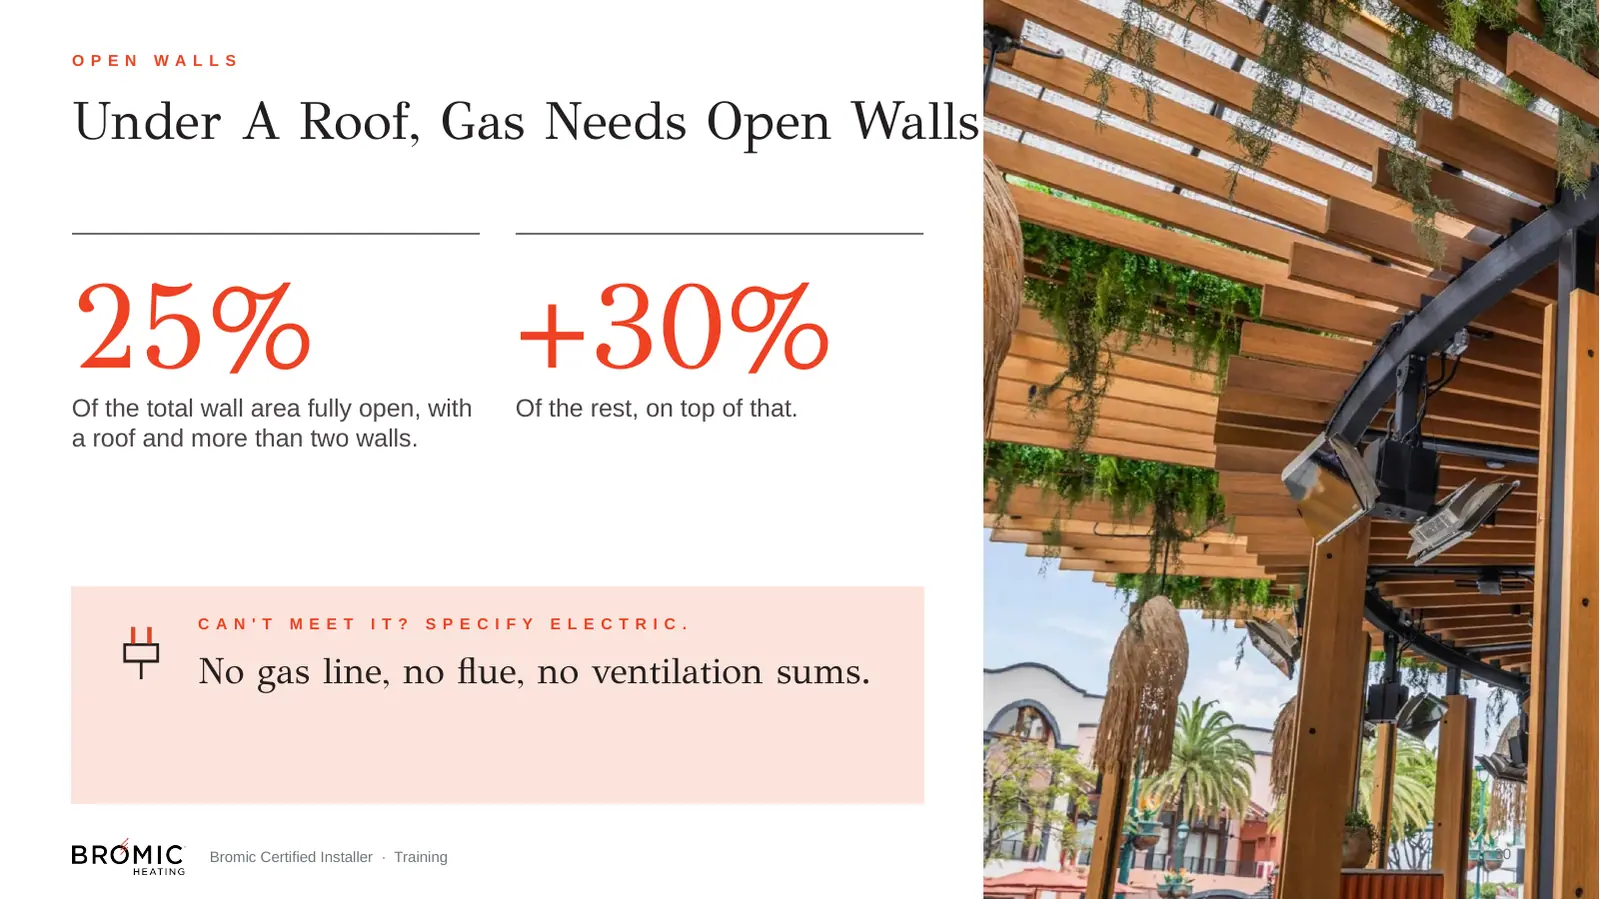 OPEN WALLS
Under A Roof, Gas Needs Open Walls
25%
Of the total wall area fully open, with
a roof and more than two walls.
+30%
Of the rest, on top of that.
CAN'T MEET IT? SPECIFY ELECTRIC.
No gas line, no flue, no ventilation sums.
BROMIC
HEATING
Bromic Certified Installer · Training